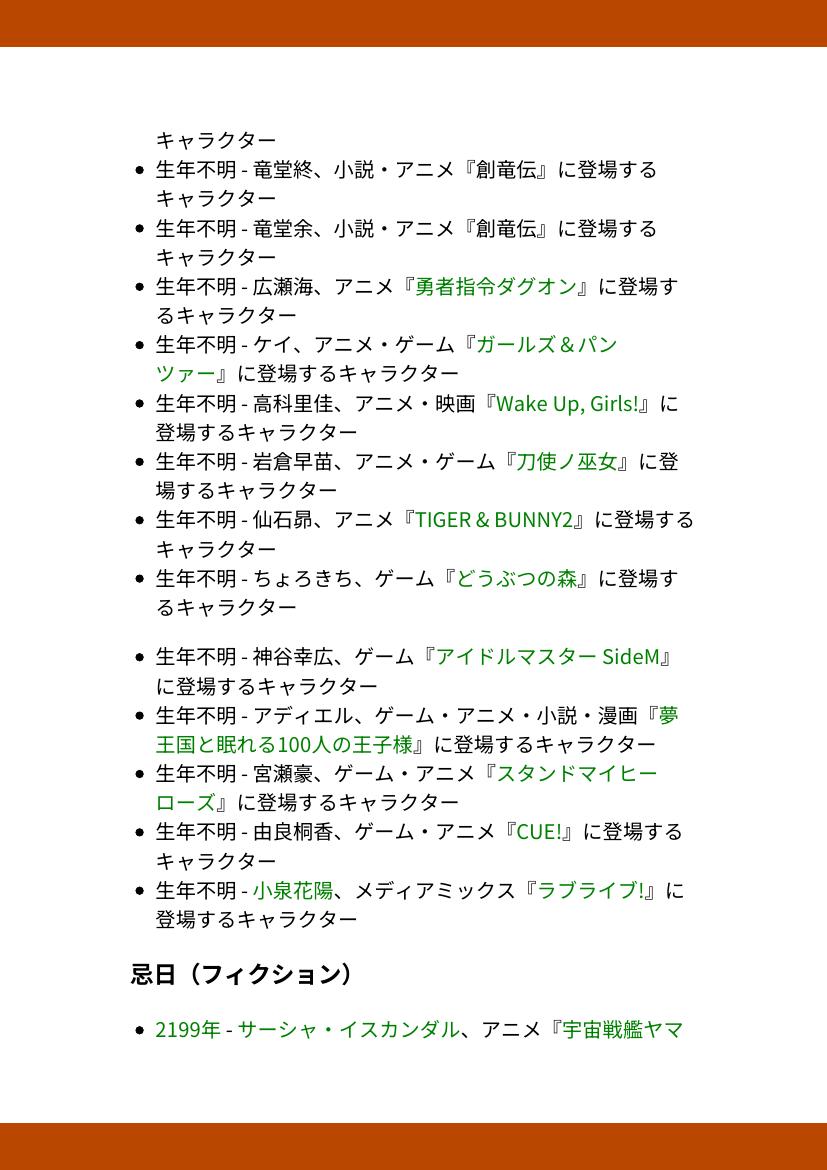 キャラクター
• 生年不明 - 竜堂終、小説・アニメ『創竜伝』に登場する
キャラクター
• 生年不明 - 竜堂余、小説・アニメ『創竜伝』に登場する
キャラクター
• 生年不明 - 広瀬海、アニメ『勇者指令ダグオン』に登場す
るキャラクター
• 生年不明 - ケイ、アニメ・ゲーム『ガールズ＆パン
ツァー』に登場するキャラクター
• 生年不明 - 高科里佳、アニメ・映画『Wake Up, Girls!』に
登場するキャラクター
• 生年不明 - 岩倉早苗、アニメ・ゲーム『刀使ノ巫女』に登
場するキャラクター
• 生年不明 - 仙石昴、アニメ『TIGER & BUNNY2』に登場する
キャラクター
• 生年不明 - ちょろきち、ゲーム『どうぶつの森』に登場す
るキャラクター
• 生年不明 - 神谷幸広、ゲーム『アイドルマスター SideM』
に登場するキャラクター
• 生年不明 - アディエル、ゲーム・アニメ・小説・漫画『夢
王国と眠れる100人の王子様』に登場するキャラクター
• 生年不明 - 宮瀬豪、ゲーム・アニメ『スタンドマイヒー
ローズ』に登場するキャラクター
• 生年不明 - 由良桐香、ゲーム・アニメ『CUE!』に登場する
キャラクター
• 生年不明 - 小泉花陽、メディアミックス『ラブライブ!』に
登場するキャラクター
忌日（フィクション）
• 2199年 - サーシャ・イスカンダル、アニメ『宇宙戦艦ヤマ